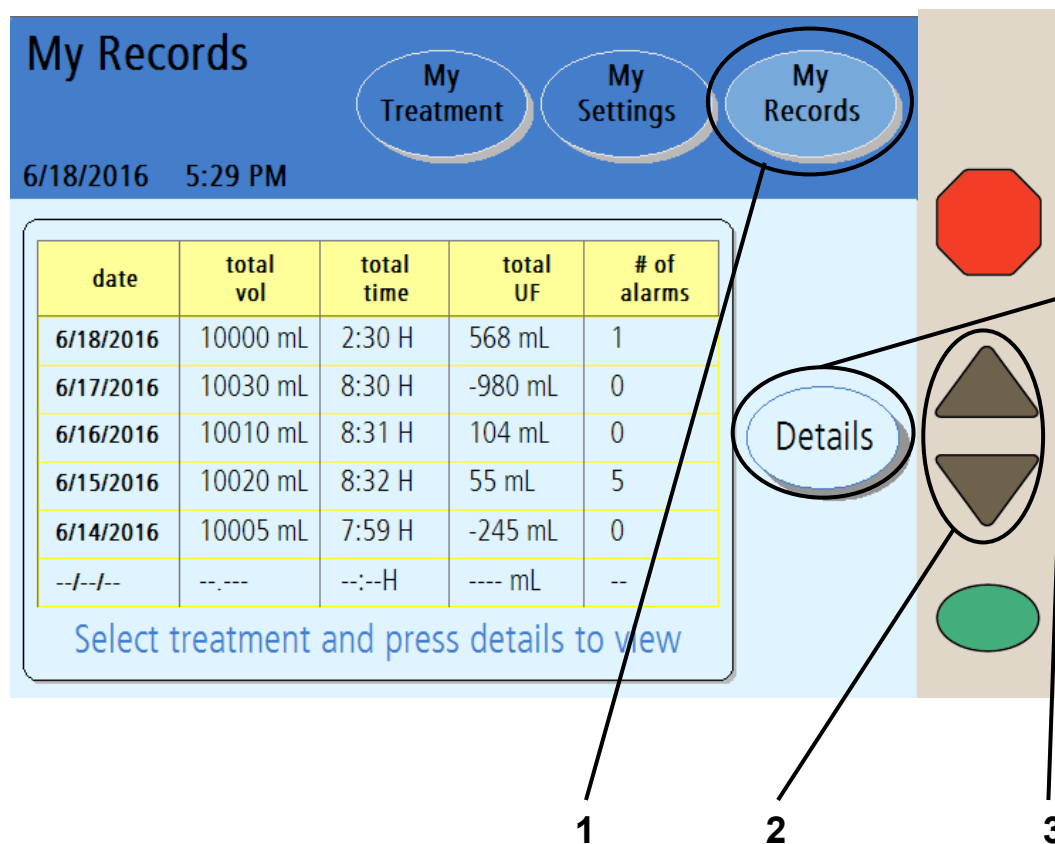 My Records
My
Treatment
My
Settings
My
Records
6/18/2016 5:29 PM
date total vol total time total UF # of alarms
6/18/2016 10000 mL 2:30 H 568 mL 1
6/17/2016 10030 mL 8:30 H -980 mL 0
6/16/2016 10010 mL 8:31 H 104 mL 0
6/15/2016 10020 mL 8:32 H 55 mL 5
6/14/2016 10005 mL 7:59 H -245 mL 0
--/--/-- --.--- --:--H ---- mL --
Select treatment and press details to view
Details
1 2 3